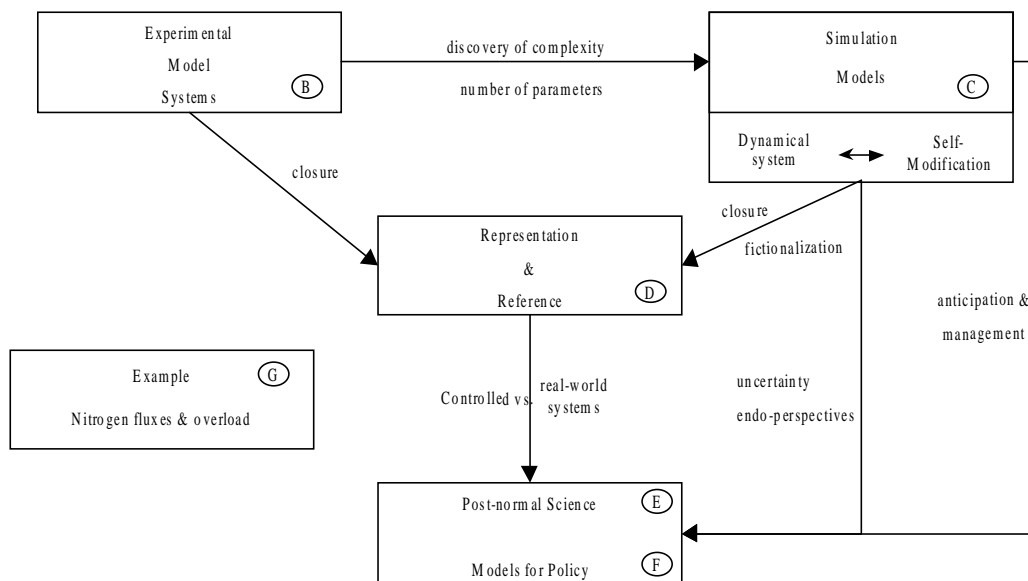 Experimental
Model
Systems
B
discovery of complexity
number of parameters
Simulation
Models
C
Dynamical
system
Self-
Modification
closure
closure
fictionalization
Representation
&
Reference
D
anticipation &
management
Example
G
Nitrogen fluxes & overload
Controlled vs.
real-world
systems
uncertainty
endo-perspectives
Post-normal Science
E
Models for Policy
F